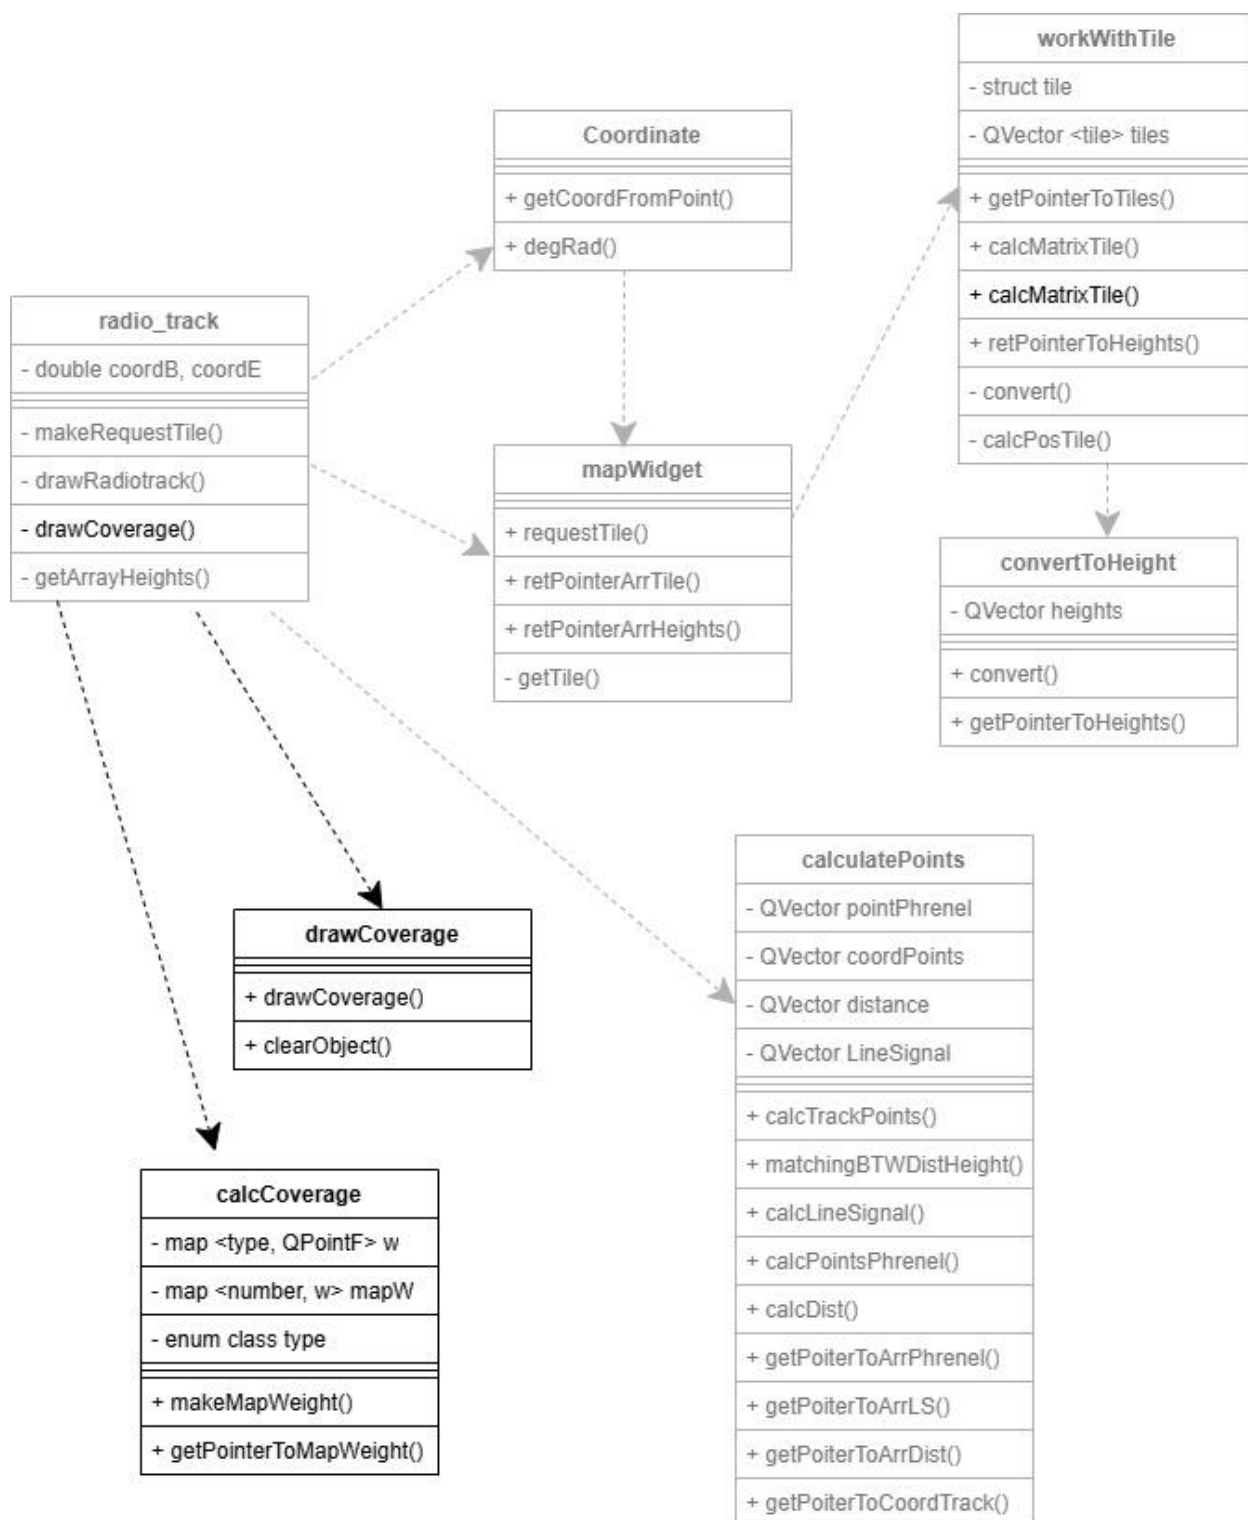 workWithTile
- struct tile
- QVector <tile> tiles
+ getPointerToTiles()
+ calcMatrixTile()
+ calcMatrixTile()
+ retPointerToHeights()
- convert()
- calcPosTile()
Coordinate
+ getCoordFromPoint()
+ degRad()
radio_track
- double coordB, coordE
- makeRequestTile()
- drawRadiotrack()
- drawCoverage()
- getArrayHeights()
mapWidget
+ requestTile()
+ retPointerArrTile()
+ retPointerArrHeights()
- getTile()
convertToHeight
- QVector heights
+ convert()
+ getPointerToHeights()
drawCoverage
+ drawCoverage()
+ clearObject()
calculatePoints
- QVector pointPhrenel
- QVector coordPoints
- QVector distance
- QVector LineSignal
+ calcTrackPoints()
+ matchingBTWDistHeight()
+ calcLineSignal()
+ calcPointsPhrenel()
+ calcDist()
+ getPoiterToArrPhrenel()
+ getPoiterToArrLS()
+ getPoiterToArrDist()
+ getPoiterToCoordTrack()
calcCoverage
- map <type, QPointF> w
- map <number, w> mapW
- enum class type
+ makeMapWeight()
+ getPointerToMapWeight()